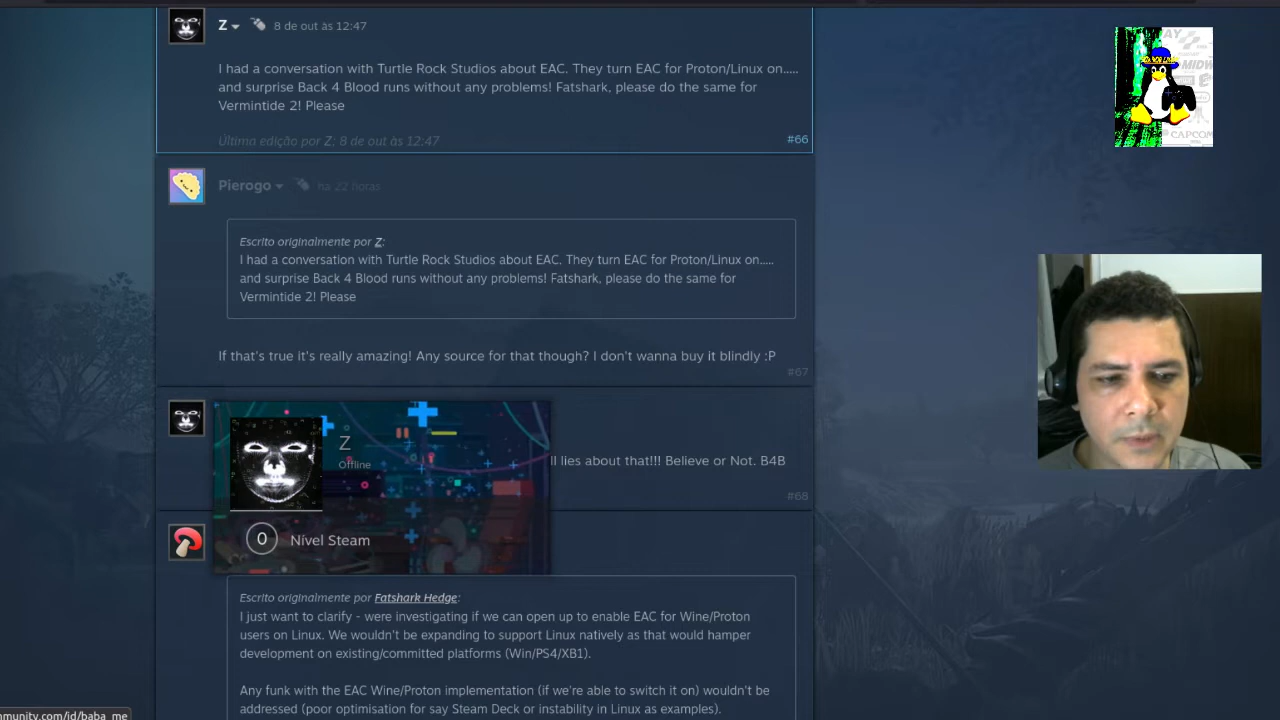 Z
8 de out às 12:47
I had a conversation with Turtle Rock Studios about EAC. They turn EAC for Proton/Linux on.....
and surprise Back 4 Blood runs without any problems! Fatshark, please do the same for
Vermintide 2! Please
Última edição por Z; 8 de out às 12:47
#66
Pierogo
há 22 horas
Escrito originalmente por Z:
I had a conversation with Turtle Rock Studios about EAC. They turn EAC for Proton/Linux on.....
and surprise Back 4 Blood runs without any problems! Fatshark, please do the same for
Vermintide 2! Please
If that's true it's really amazing! Any source for that though? I don't wanna buy it blindly :P
#67
Z
Offline
ll lies about that!!! Believe or Not. B4B
#68
0
Nível Steam
Escrito originalmente por Fatshark Hedge:
I just want to clarify - were investigating if we can open up to enable EAC for Wine/Proton
users on Linux. We wouldn't be expanding to support Linux natively as that would hamper
development on existing/committed platforms (Win/PS4/XB1).
Any funk with the EAC Wine/Proton implementation (if we're able to switch it on) wouldn't be
addressed (poor optimisation for say Steam Deck or instability in Linux as examples).
mmunity.com/id/baba_me
MIDW
CAPCOM